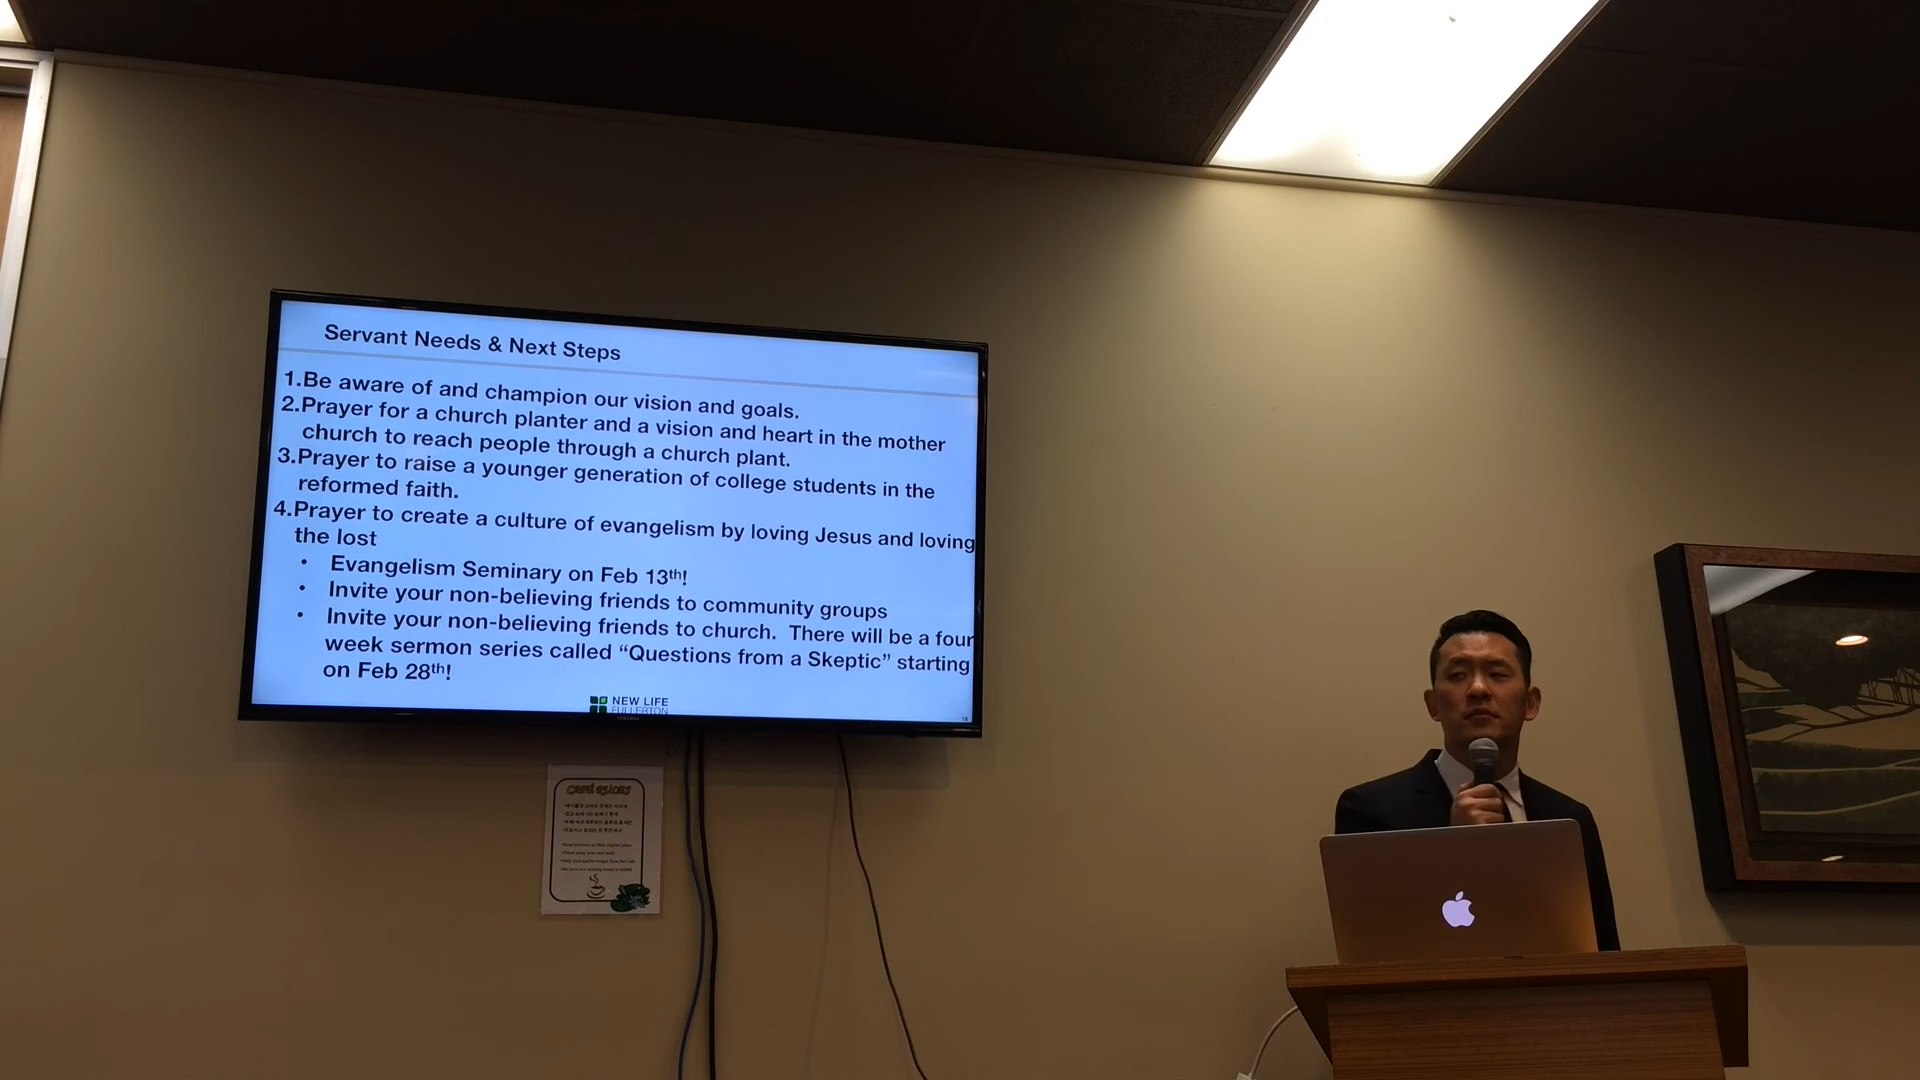 Servant Needs & Next Steps
1.Be aware of and champion our vision and goals.
2.Prayer for a church planter and a vision and heart in the mother
church to reach people through a church plant.
3.Prayer to raise a younger generation of college students in the
reformed faith.
4.Prayer to create a culture of evangelism by loving Jesus and loving
the lost
• Evangelism Seminary on Feb 13th!
• Invite your non-believing friends to community groups
• Invite your non-believing friends to church. There will be a four
week sermon series called “Questions from a Skeptic” starting
on Feb 28th!
NEW LIFE
FULLERTON